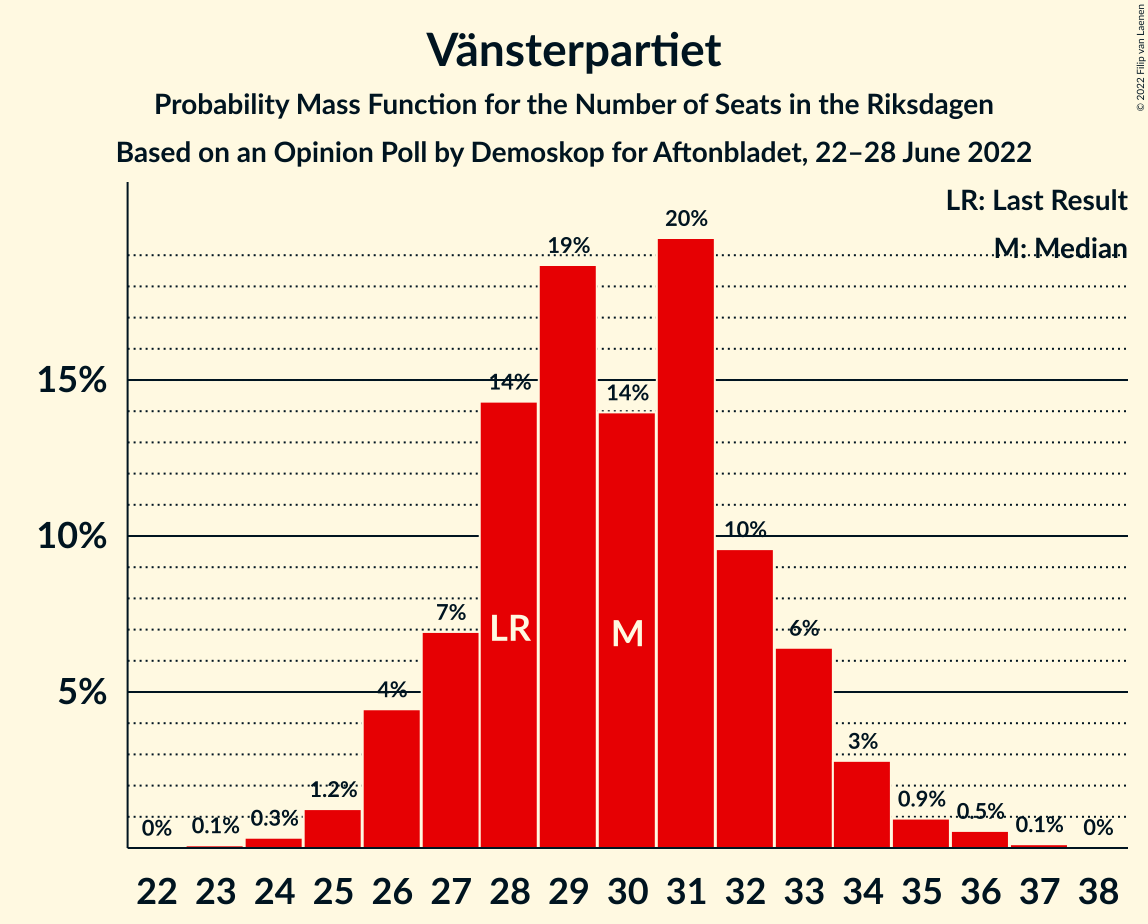 Vänsterpartiet
Probability Mass Function for the Number of Seats in the Riksdagen
Based on an Opinion Poll by Demoskop for Aftonbladet, 22–28 June 2022
© 2022 Filip van Laenen
LR: Last Result
M: Median
15%
10%
5%
0%
0.1%
0.3%
1.2%
4%
7%
14%
19%
14%
20%
10%
6%
3%
0.9%
0.5%
0.1%
0%
LR
M
22 23 24 25 26 27 28 29 30 31 32 33 34 35 36 37 38